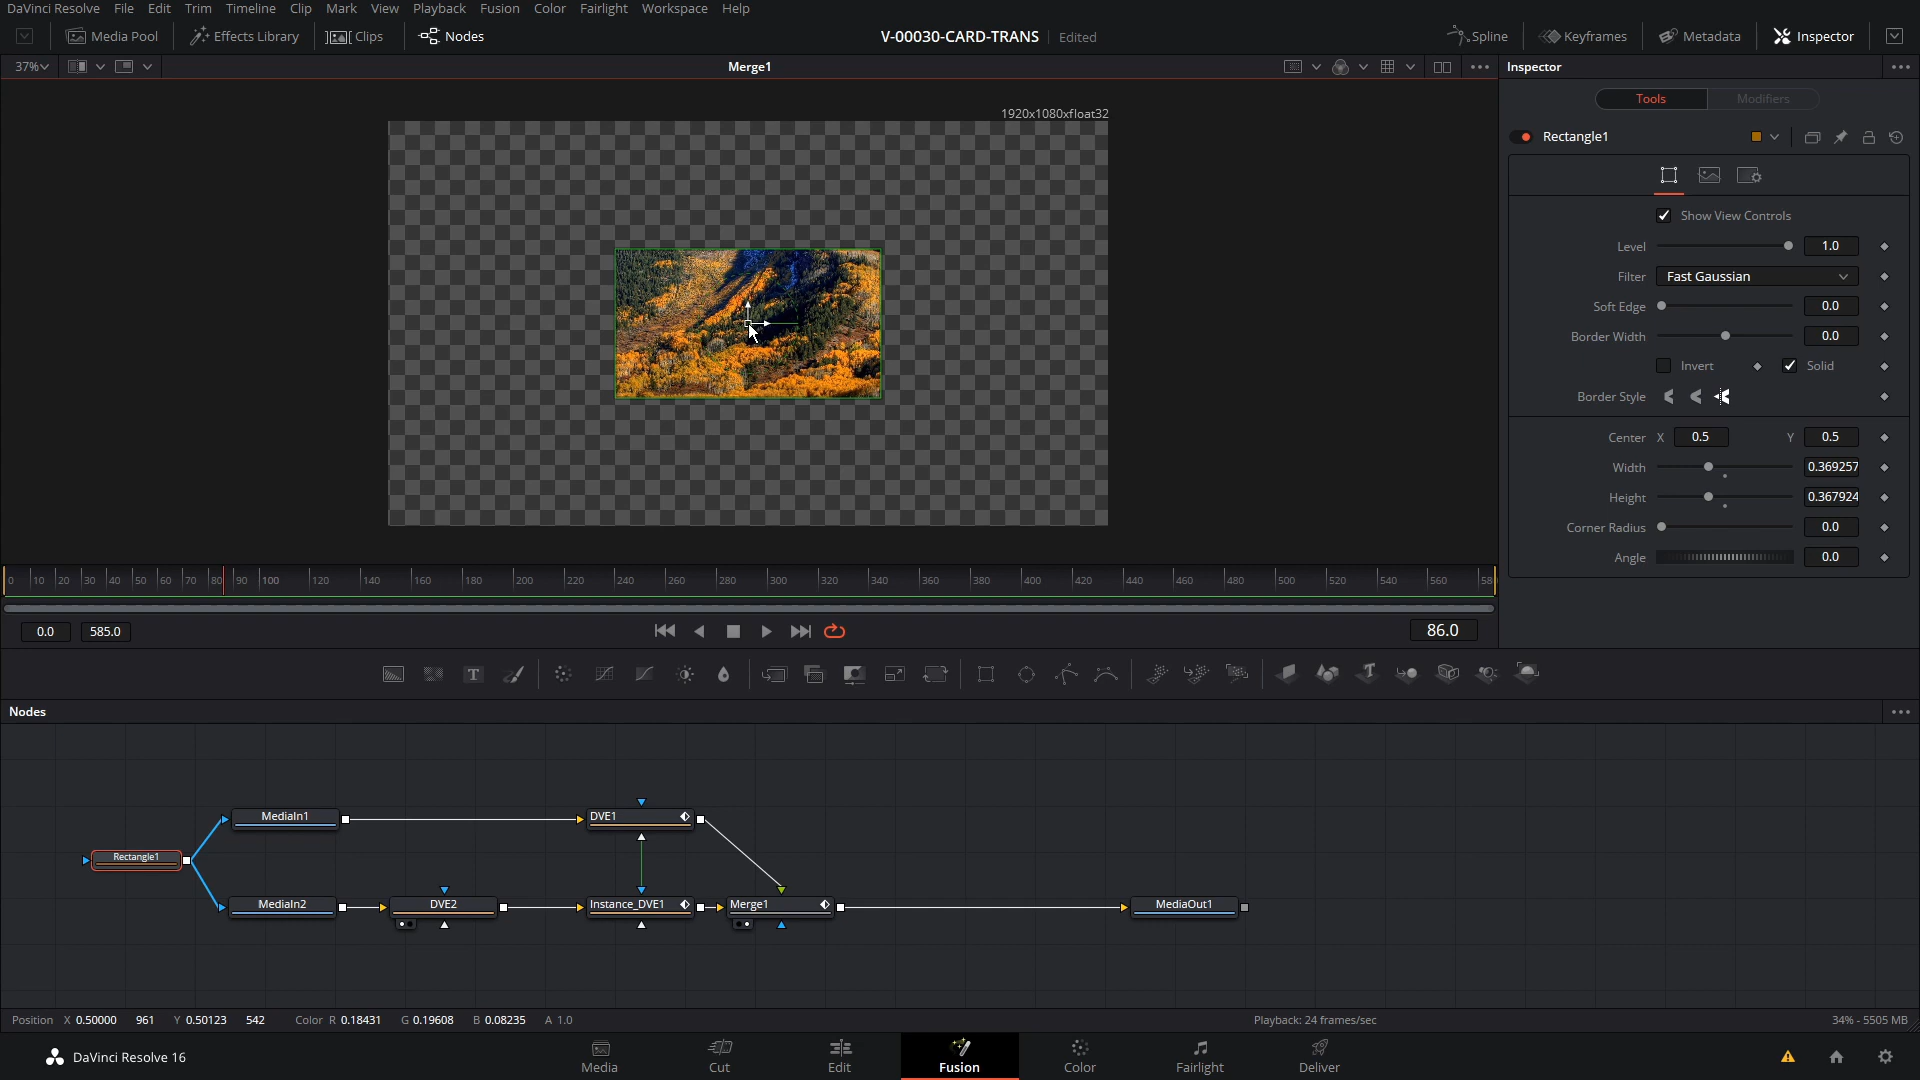 DaVinci Resolve File Edit Trim Timeline Clip Mark View Playback Fusion Color Fairlight Workspace Help
Media Pool Effects Library Clips Nodes V-00030-CARD-TRANS Edited Spline Keyframes Metadata Inspector
37% Merge1 Inspector
Tools Modifiers
1920x1080xfloat32
Rectangle1
Show View Controls
Level 1.0
Filter Fast Gaussian
Soft Edge 0.0
Border Width 0.0
Invert Solid
Border Style
Center X 0.5 Y 0.5
Width 0.369257
Height 0.367924
Corner Radius 0.0
Angle 0.0
0 10 20 30 40 50 60 70 80 90 100 120 140 160 180 200 220 240 260 280 300 320 340 360 380 400 420 440 460 480 500 520 540 560 58
0.0 585.0 86.0
Nodes
MediaIn1 DVE1
Rectangle1
MediaIn2 DVE2 Instance_DVE1 Merge1 MediaOut1
Position X 0.50000 961 Y 0.50123 542 Color R 0.18431 G 0.19608 B 0.08235 A 1.0 Playback: 24 frames/sec 34% - 5505 MB
DaVinci Resolve 16 Media Cut Edit Fusion Color Fairlight Deliver